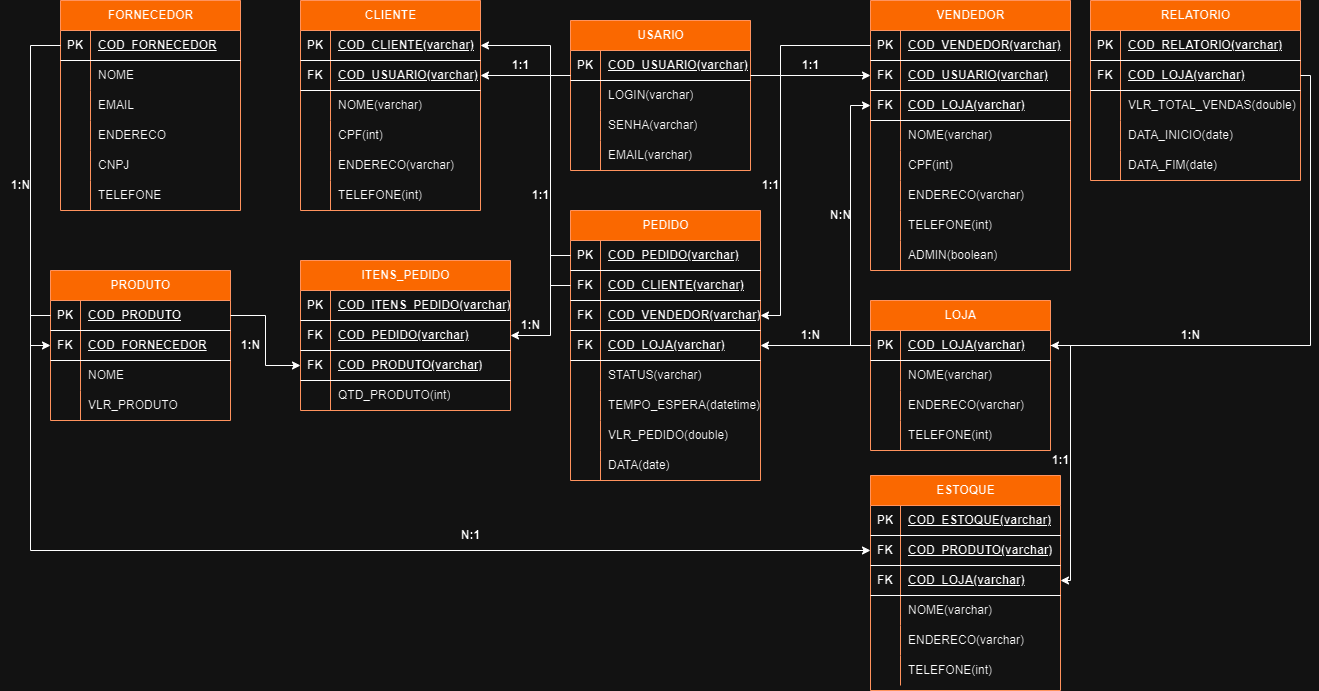 FORNECEDOR
PK COD_FORNECEDOR
NOME
EMAIL
ENDERECO
CNPJ
TELEFONE
CLIENTE
PK COD_CLIENTE(varchar)
FK COD_USUARIO(varchar)
NOME(varchar)
CPF(int)
ENDERECO(varchar)
TELEFONE(int)
1:1
USARIO
PK COD_USUARIO(varchar)
LOGIN(varchar)
SENHA(varchar)
EMAIL(varchar)
1:1
VENDEDOR
PK COD_VENDEDOR(varchar)
FK COD_USUARIO(varchar)
FK COD_LOJA(varchar)
NOME(varchar)
CPF(int)
ENDERECO(varchar)
TELEFONE(int)
ADMIN(boolean)
RELATORIO
PK COD_RELATORIO(varchar)
FK COD_LOJA(varchar)
VLR_TOTAL_VENDAS(double)
DATA_INICIO(date)
DATA_FIM(date)
1:N
1:1
1:1
N:N
PRODUTO
PK COD_PRODUTO
FK COD_FORNECEDOR
NOME
VLR_PRODUTO
1:N
ITENS_PEDIDO
PK COD_ITENS_PEDIDO(varchar)
FK COD_PEDIDO(varchar)
FK COD_PRODUTO(varchar)
QTD_PRODUTO(int)
1:N
PEDIDO
PK COD_PEDIDO(varchar)
FK COD_CLIENTE(varchar)
FK COD_VENDEDOR(varchar)
FK COD_LOJA(varchar)
STATUS(varchar)
TEMPO_ESPERA(datetime)
VLR_PEDIDO(double)
DATA(date)
1:N
LOJA
PK COD_LOJA(varchar)
NOME(varchar)
ENDERECO(varchar)
TELEFONE(int)
1:N
1:1
N:1
ESTOQUE
PK COD_ESTOQUE(varchar)
FK COD_PRODUTO(varchar)
FK COD_LOJA(varchar)
NOME(varchar)
ENDERECO(varchar)
TELEFONE(int)